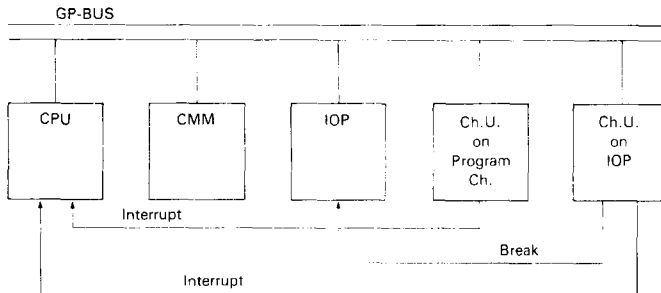 GP-BUS
CPU
CMM
IOP
Ch.U.
on
Program
Ch.
Ch.U.
on
IOP
Interrupt
Break
Interrupt